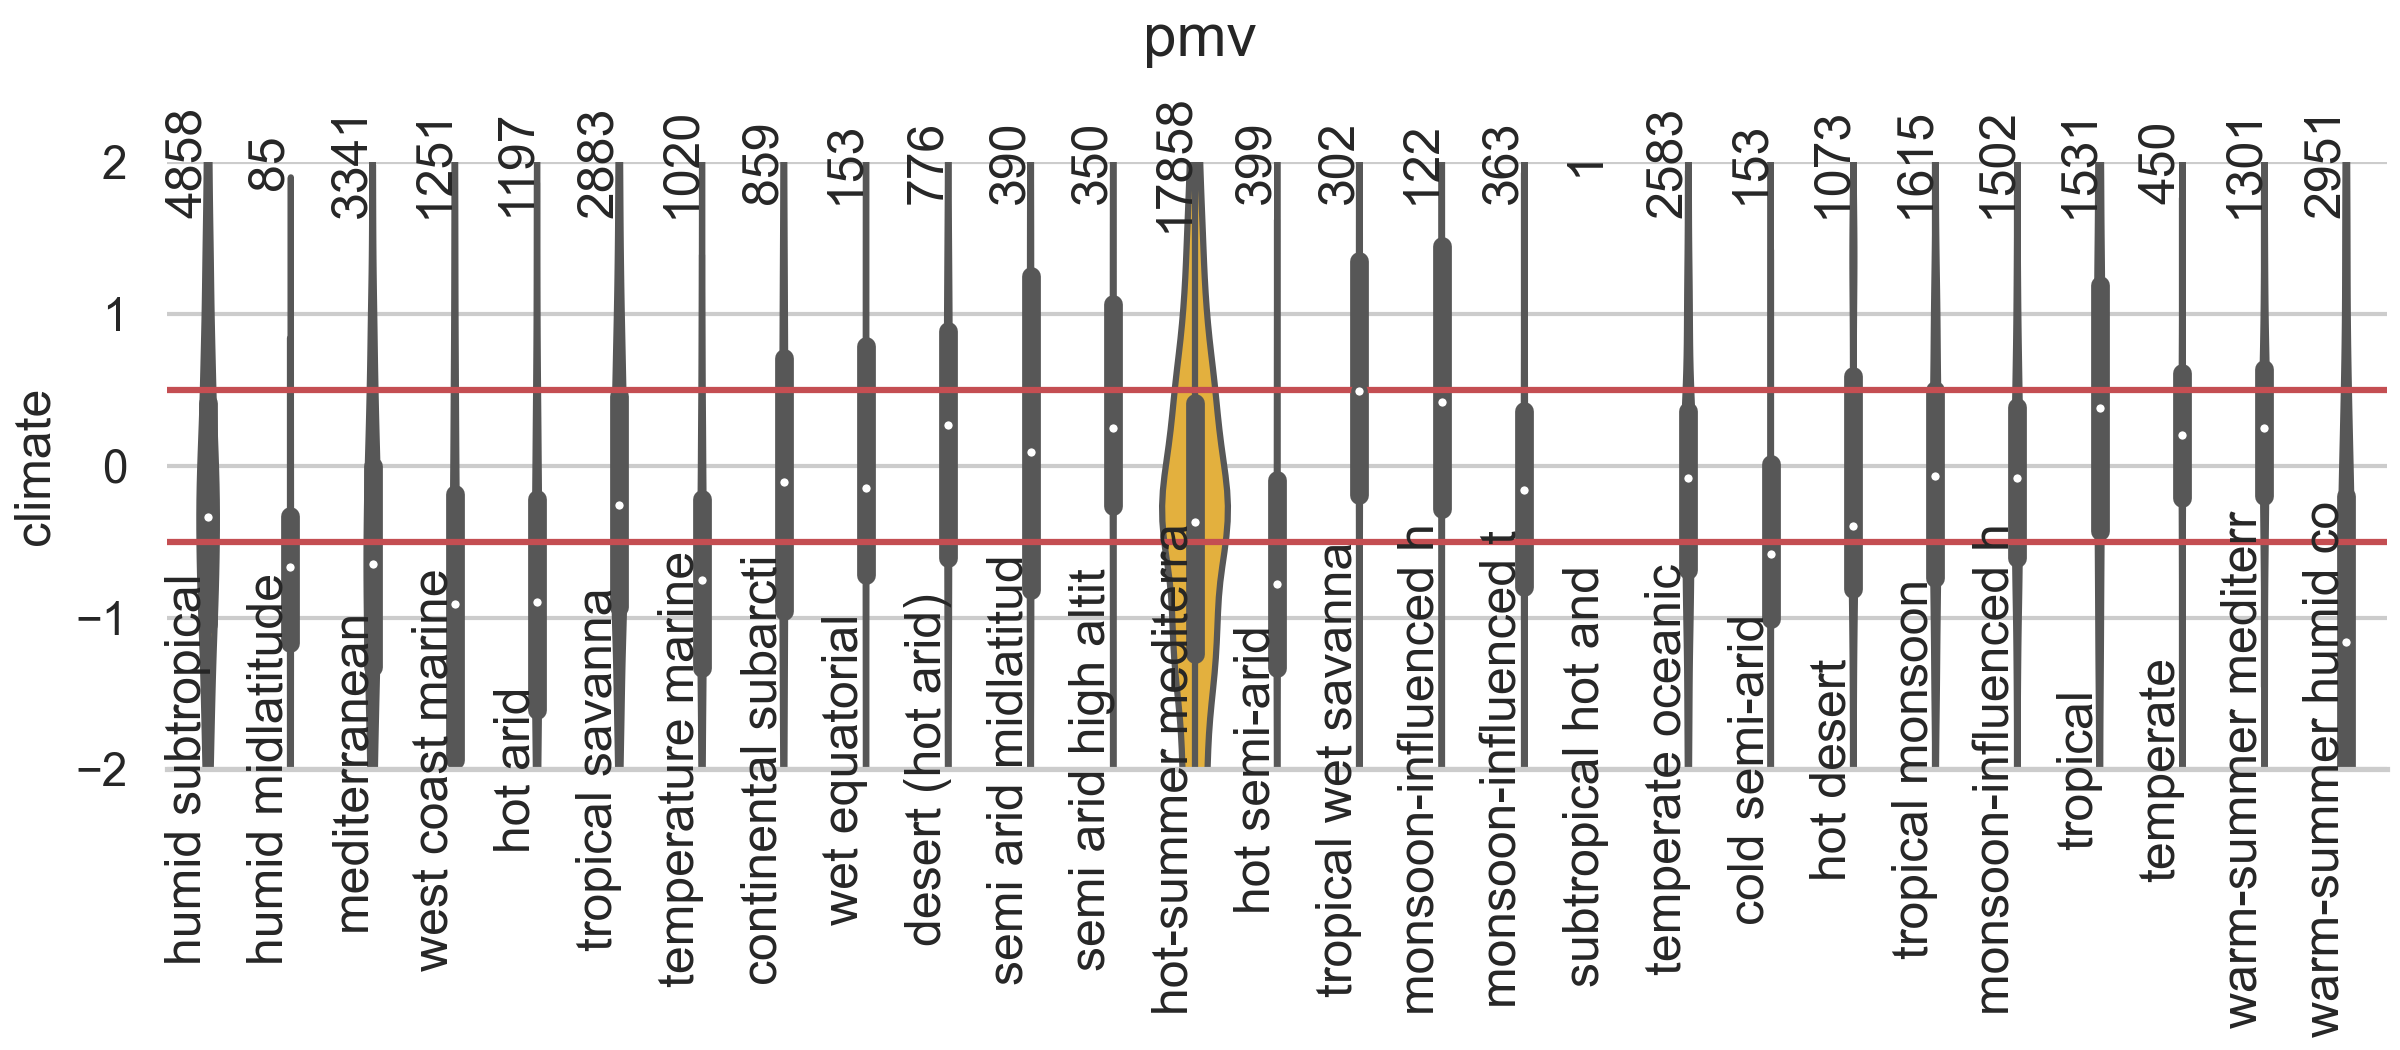 pmv
4858
85
3341
1251
1197
2883
1020
859
153
776
390
350
17858
399
302
122
363
1
2583
153
1073
1615
1502
1531
450
1301
2951
2
1
0
−1
−2
climate
humid subtropical
humid midlatitude
mediterranean
west coast marine
hot arid
tropical savanna
temperature marine
continental subarcti
wet equatorial
desert (hot arid)
semi arid midlatitud
semi arid high altit
hot-summer mediterra
hot semi-arid
tropical wet savanna
monsoon-influenced h
monsoon-influenced t
subtropical hot and
temperate oceanic
cold semi-arid
hot desert
tropical monsoon
monsoon-influenced h
tropical
temperate
warm-summer mediterr
warm-summer humid co